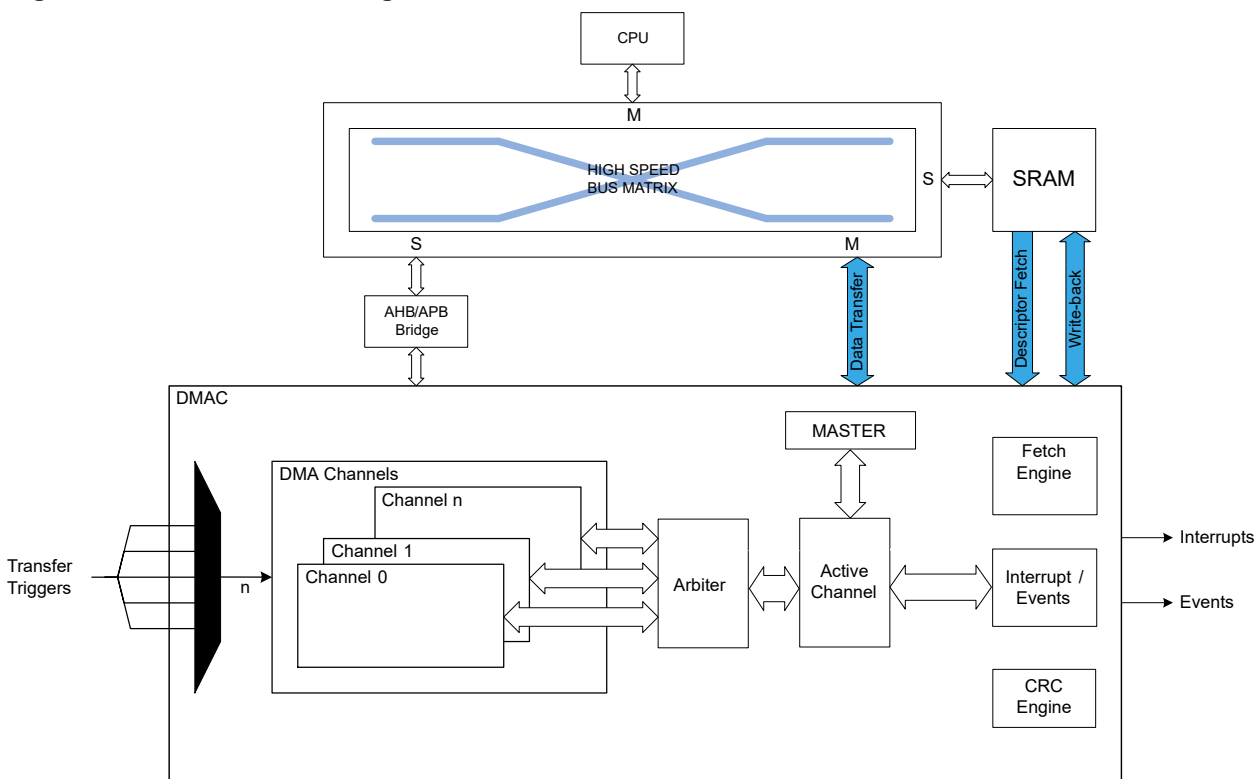 CPU
M
HIGH SPEED
BUS MATRIX
S
SRAM
S
M
AHB/APB
Bridge
Data Transfer
Descriptor Fetch
Write-back
DMAC
MASTER
DMA Channels
Channel n
Channel 1
Channel 0
Fetch
Engine
Transfer
Triggers
n
Arbiter
Active
Channel
Interrupt /
Events
Interrupts
Events
CRC
Engine